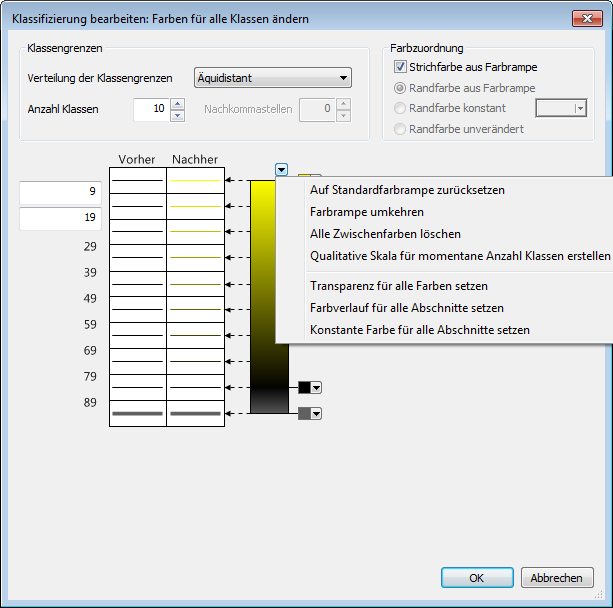 Klassifizierung bearbeiten: Farben für alle Klassen ändern
Klassengrenzen
Verteilung der Klassengrenzen
Äquidistant
Anzahl Klassen
10
Nachkommastellen
0
Farbzuordnung
Strichfarbe aus Farbrampe
Randfarbe aus Farbrampe
Randfarbe konstant
Randfarbe unverändert
Vorher
Nachher
9
19
29
39
49
59
69
79
89
Auf Standardfarbrampe zurücksetzen
Farbrampe umkehren
Alle Zwischenfarben löschen
Qualitative Skala für momentane Anzahl Klassen erstellen
Transparenz für alle Farben setzen
Farbverlauf für alle Abschnitte setzen
Konstante Farbe für alle Abschnitte setzen
OK
Abbrechen